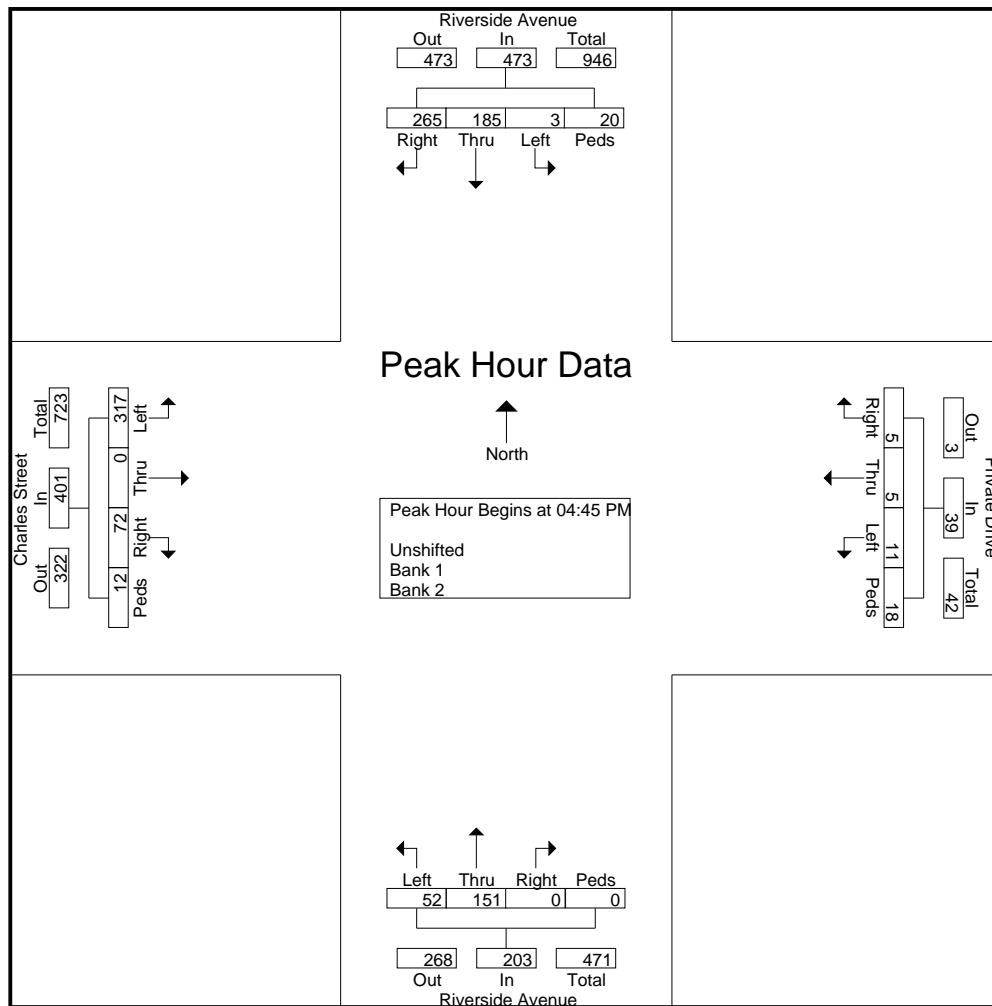 Riverside Avenue
Out In Total
473 473 946
265 185 3 20
Right Thru Left Peds
Peak Hour Data
North
Peak Hour Begins at 04:45 PM
Unshifted
Bank 1
Bank 2
Charles Street
Out In Total
322 401 723
Left Thru Right Peds
317 0 72 12
Private Drive
Out In Total
3 39 42
5 5 11 18
Right Thru Left Peds
Left Thru Right Peds
52 151 0 0
268 203 471
Out In Total
Riverside Avenue